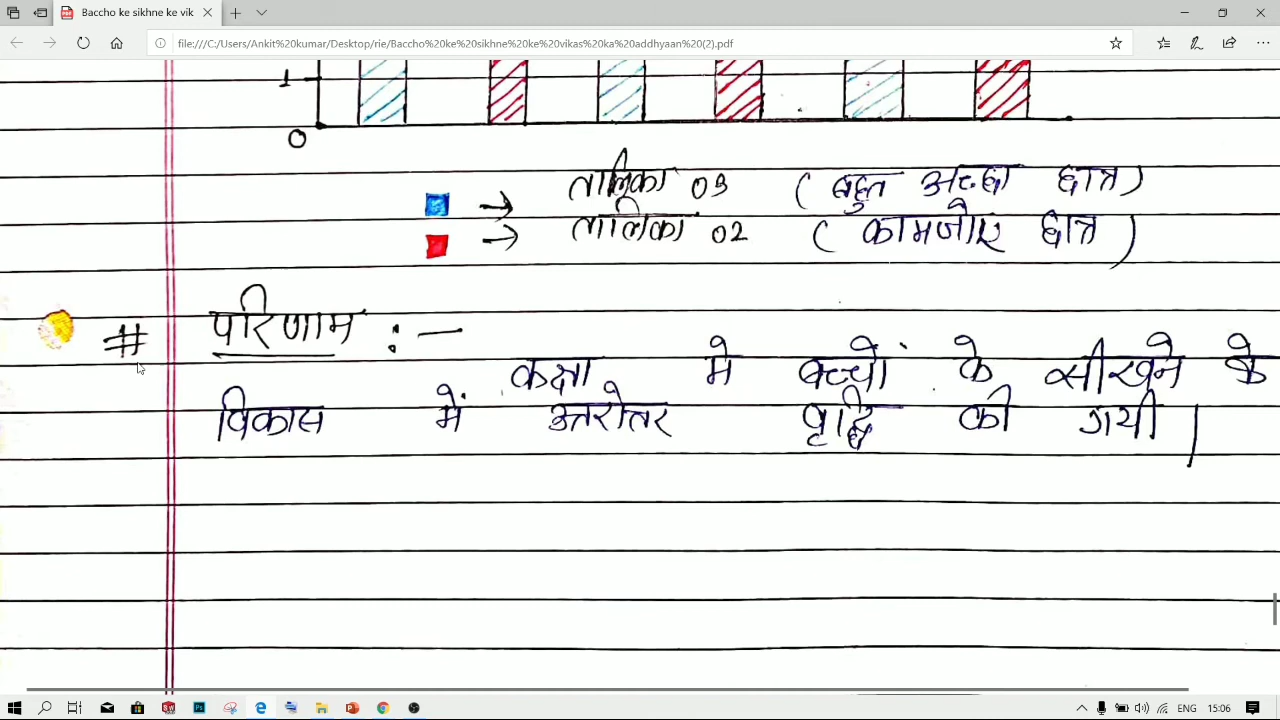 Baccho ke sikhne ke vik
file:///C:/Users/Ankit%20kumar/Desktop/rie/Baccho%20ke%20sikhne%20ke%20vikas%20ka%20addhyaan%20(2).pdf
1
0
→ तालिका 03 ( बहुत अच्छा छात्र)
→ तालिका 02 ( कामजोर छात्र )
# परिणाम : —
कक्षा मे बच्चों के सीखने के
विकास में उत्तरोत्तर वृद्धि की गयी |
ENG 15:06